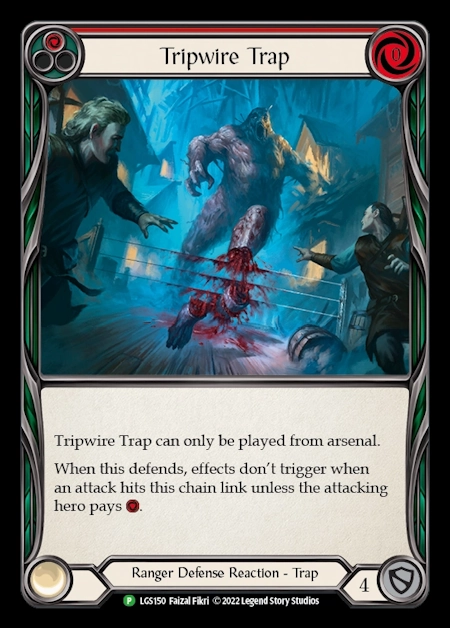 Tripwire Trap
0
Tripwire Trap can only be played from arsenal.
When this defends, effects don't trigger when
an attack hits this chain link unless the attacking
hero pays .
Ranger Defense Reaction - Trap
4
P LGS150 Faizal Fikri ©2022 Legend Story Studios